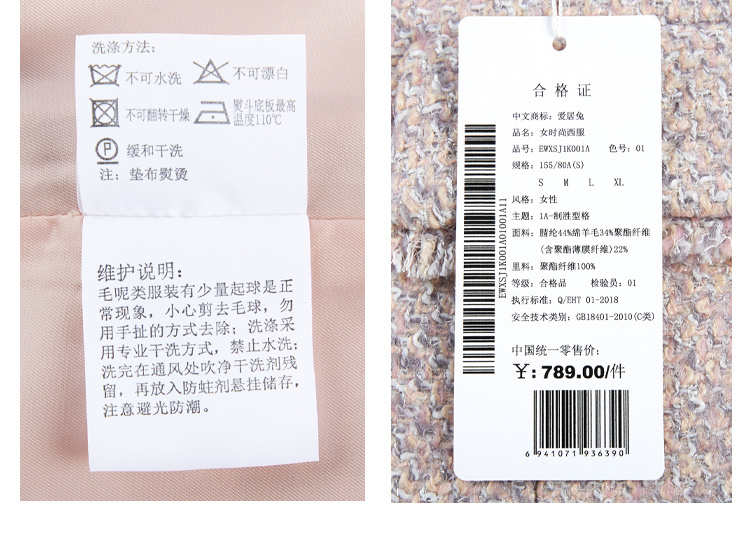 洗涤方法:
不可水洗
不可漂白
不可翻转干燥
熨斗底板最高
温度110℃
P
缓和干洗
注: 垫布熨烫
维护说明:
毛呢类服装有少量起球是正
常现象, 小心剪去毛球, 勿
用手扯的方式去除; 洗涤采
用专业干洗方式, 禁止水洗;
洗完在通风处吹净干洗剂残
留, 再放入防蛀剂悬挂储存,
注意避光防潮。
合格证
中文商标: 爱居兔
品名: 女时尚西服
品号: EWXSJ1K001A 色号: 01
规格: 155/80A(S)
S M L XL
风格: 女性
主题: 1A-制胜型格
面料: 腈纶44%绵羊毛34%聚酯纤维
(含聚酯薄膜纤维)22%
里料: 聚酯纤维100%
等级: 合格品 检验员: 01
执行标准: Q/EHT 01-2018
安全技术类别: GB18401-2010(C类)
中国统一零售价:
¥: 789.00/件
6 941071 936390
EWXSJ1K001A01001A11